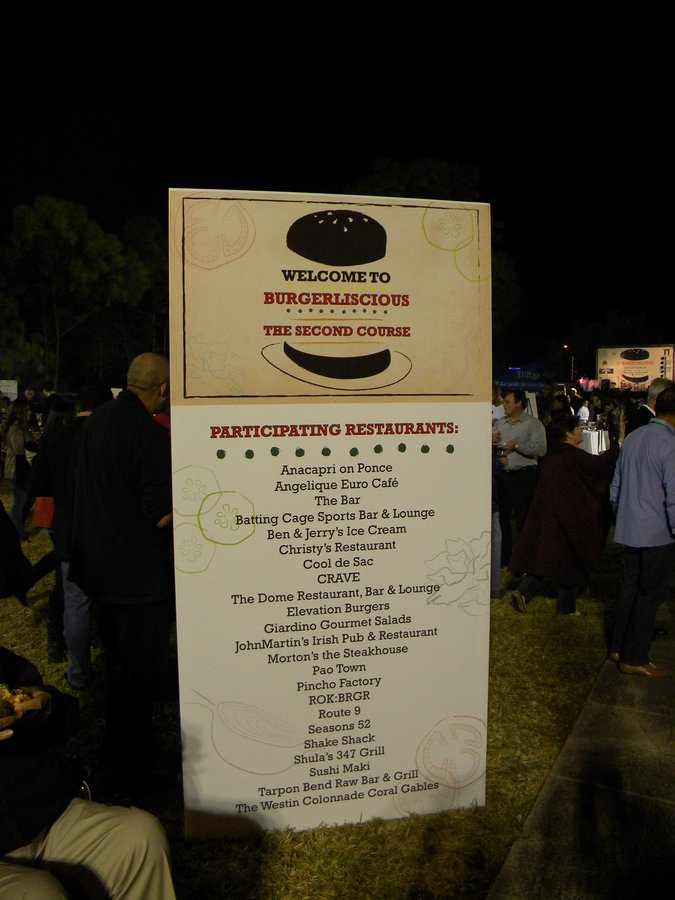 WELCOME TO
BURGERLISCIOUS
THE SECOND COURSE
PARTICIPATING RESTAURANTS:
Anacapri on Ponce
Angelique Euro Café
The Bar
Batting Cage Sports Bar & Lounge
Ben & Jerry's Ice Cream
Christy's Restaurant
Cool de Sac
CRAVE
The Dome Restaurant, Bar & Lounge
Elevation Burgers
Giardino Gourmet Salads
JohnMartin's Irish Pub & Restaurant
Morton's the Steakhouse
Pao Town
Pincho Factory
ROK:BRGR
Route 9
Seasons 52
Shake Shack
Shula's 347 Grill
Sushi Maki
Tarpon Bend Raw Bar & Grill
The Westin Colonnade Coral Gables
BURGERLISCIOUS